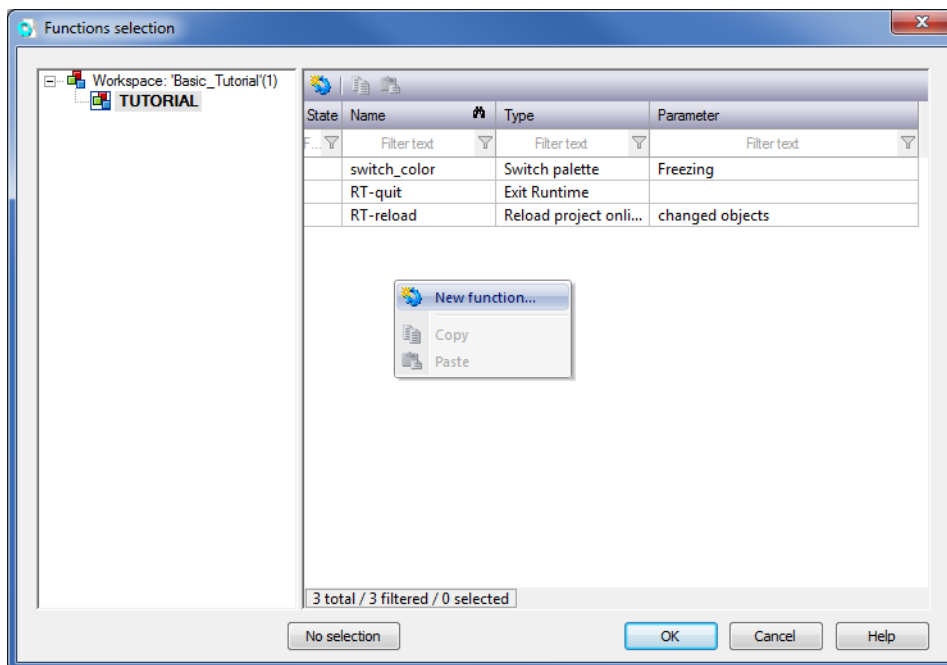 Functions selection
Workspace: 'Basic_Tutorial'(1)
TUTORIAL
State Name Type Parameter
F... Filter text Filter text Filter text
switch_color Switch palette Freezing
RT-quit Exit Runtime
RT-reload Reload project onli... changed objects
New function...
Copy
Paste
3 total / 3 filtered / 0 selected
No selection OK Cancel Help